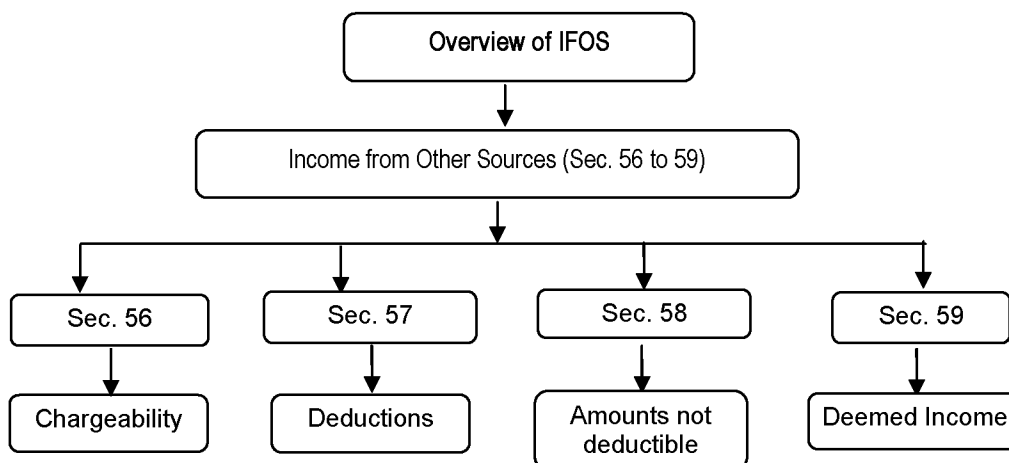 Overview of IFOS
Income from Other Sources (Sec. 56 to 59)
Sec. 56
Sec. 57
Sec. 58
Sec. 59
Chargeability
Deductions
Amounts not
deductible
Deemed Income